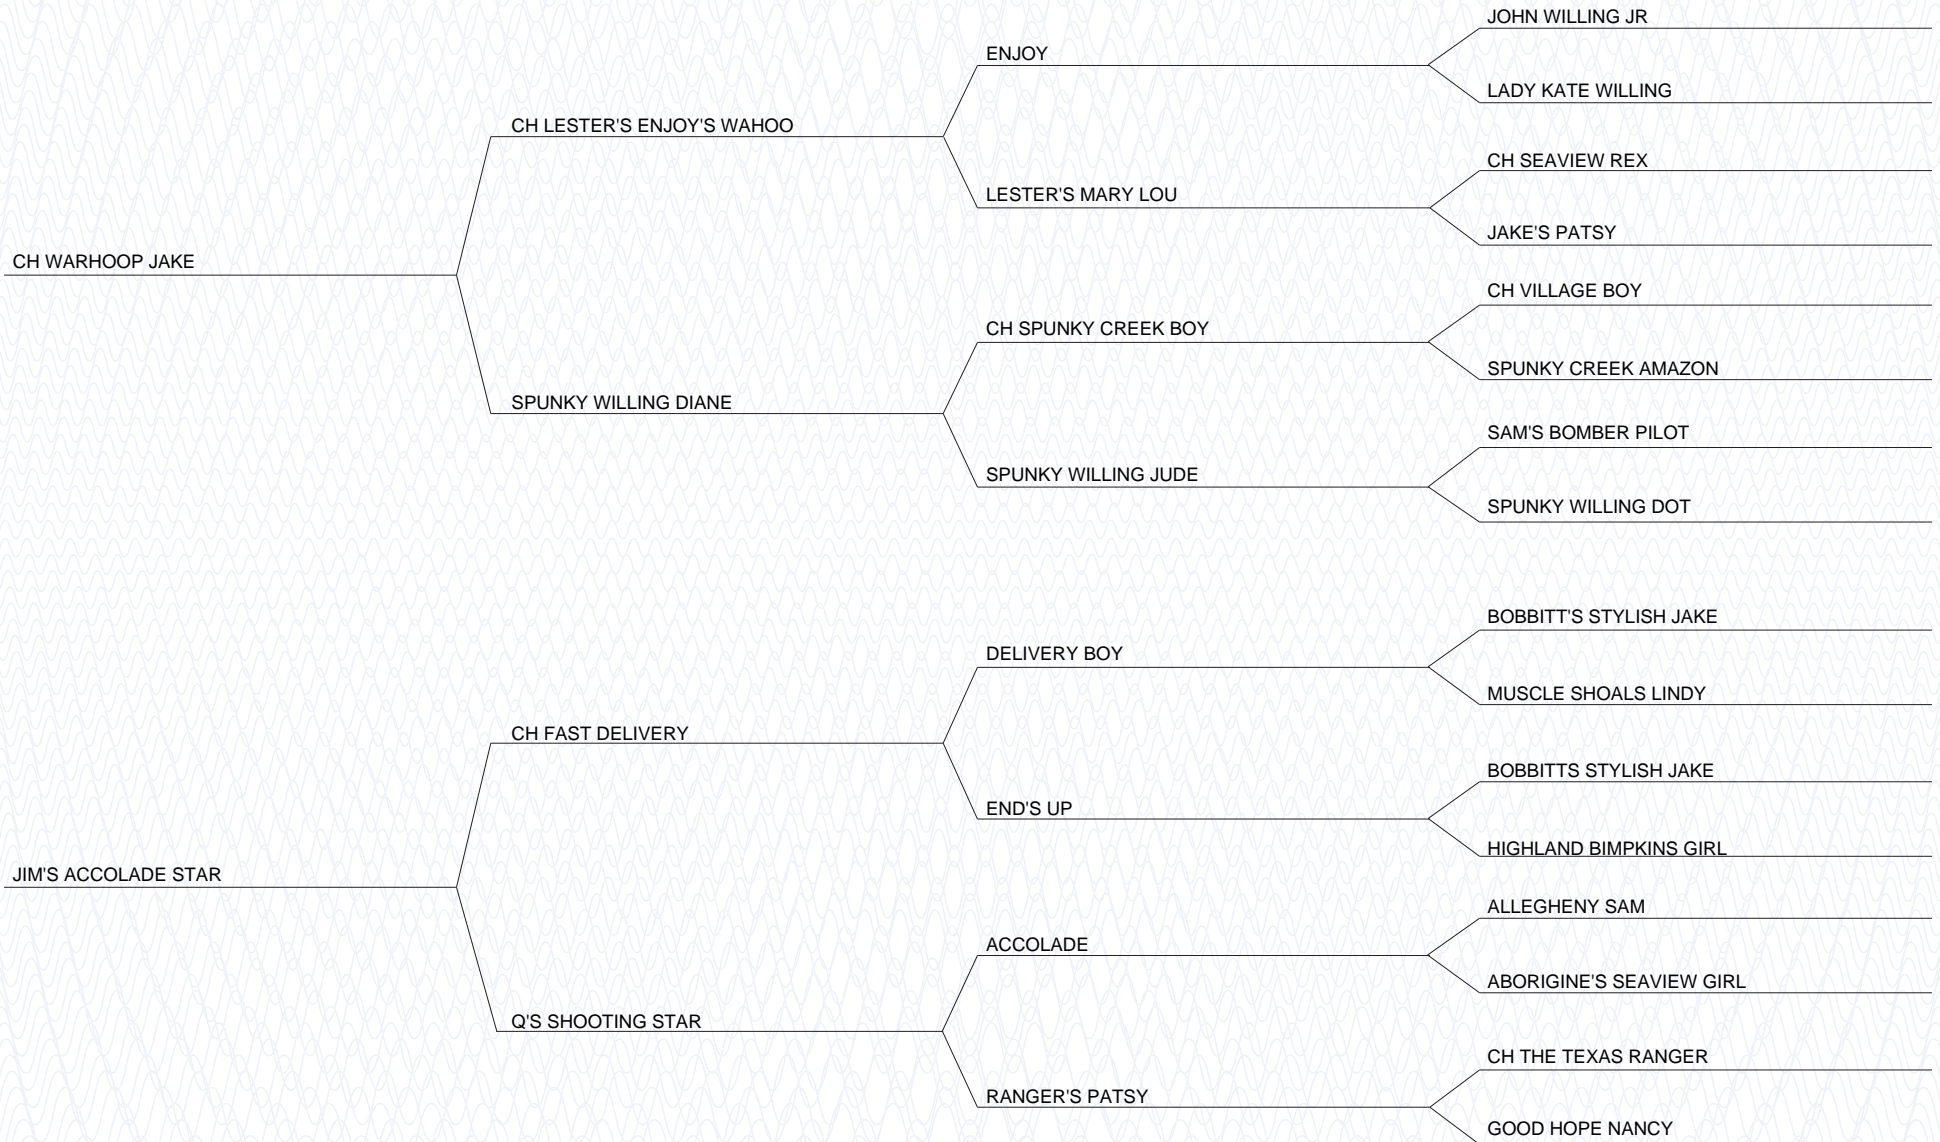 JOHN WILLING JR
ENJOY
LADY KATE WILLING
CH LESTER'S ENJOY'S WAHOO
CH SEAVIEW REX
LESTER'S MARY LOU
JAKE'S PATSY
CH WARHOOP JAKE
CH VILLAGE BOY
CH SPUNKY CREEK BOY
SPUNKY CREEK AMAZON
SPUNKY WILLING DIANE
SAM'S BOMBER PILOT
SPUNKY WILLING JUDE
SPUNKY WILLING DOT
BOBBITT'S STYLISH JAKE
DELIVERY BOY
MUSCLE SHOALS LINDY
CH FAST DELIVERY
BOBBITTS STYLISH JAKE
END'S UP
HIGHLAND BIMPKINS GIRL
JIM'S ACCOLADE STAR
ALLEGHENY SAM
ACCOLADE
ABORIGINE'S SEAVIEW GIRL
Q'S SHOOTING STAR
CH THE TEXAS RANGER
RANGER'S PATSY
GOOD HOPE NANCY